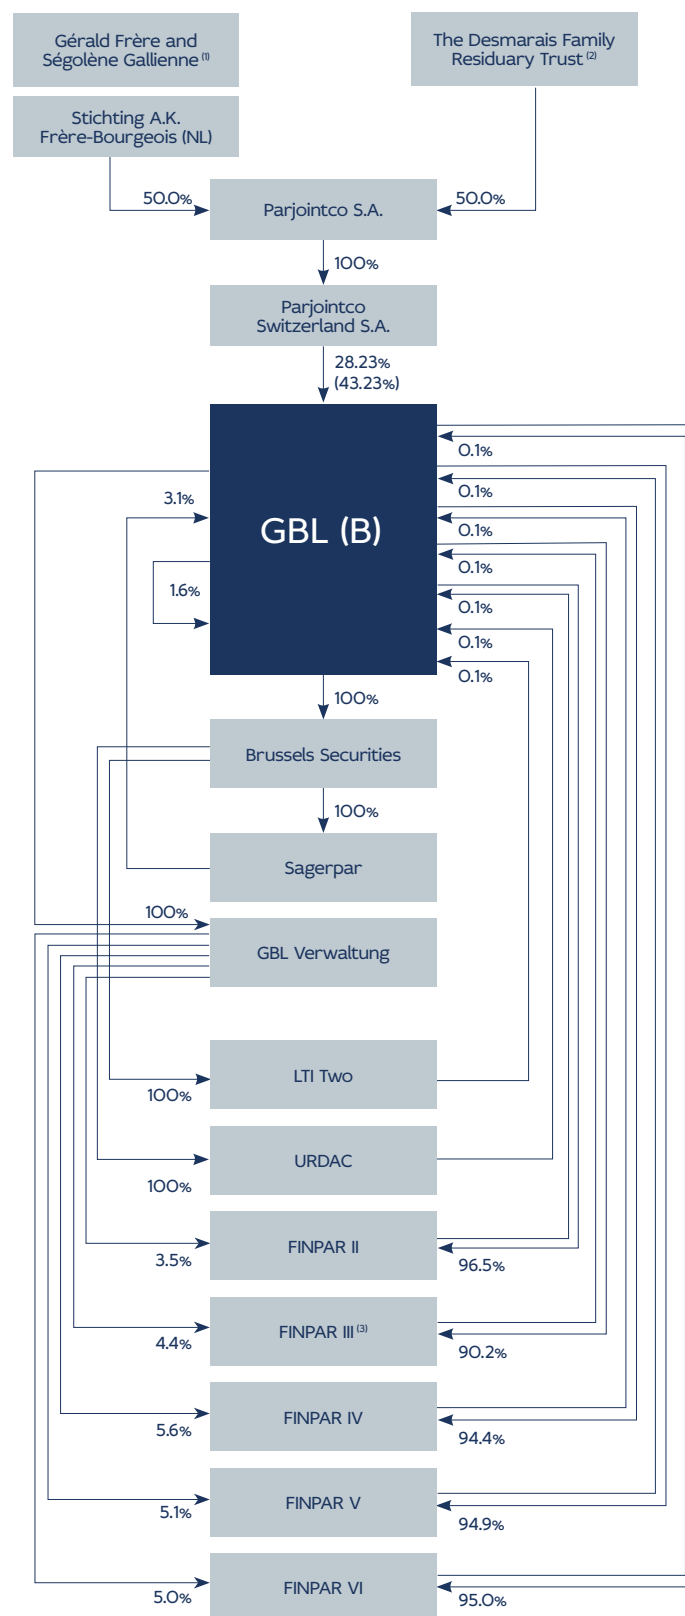 Gérald Frère and
Ségolène Gallienne (1)
The Desmarais Family
Residuary Trust (2)
Stichting A.K.
Frère-Bourgeois (NL)
50.0%
Parjointco S.A.
50.0%
100%
Parjointco
Switzerland S.A.
28.23%
(43.23%)
0.1%
3.1%
0.1%
GBL (B)
0.1%
0.1%
1.6%
0.1%
0.1%
0.1%
100%
Brussels Securities
100%
Sagerpar
100%
GBL Verwaltung
LTI Two
100%
URDAC
100%
FINPAR II
3.5%
96.5%
FINPAR III (3)
4.4%
90.2%
FINPAR IV
5.6%
94.4%
FINPAR V
5.1%
94.9%
FINPAR VI
5.0%
95.0%